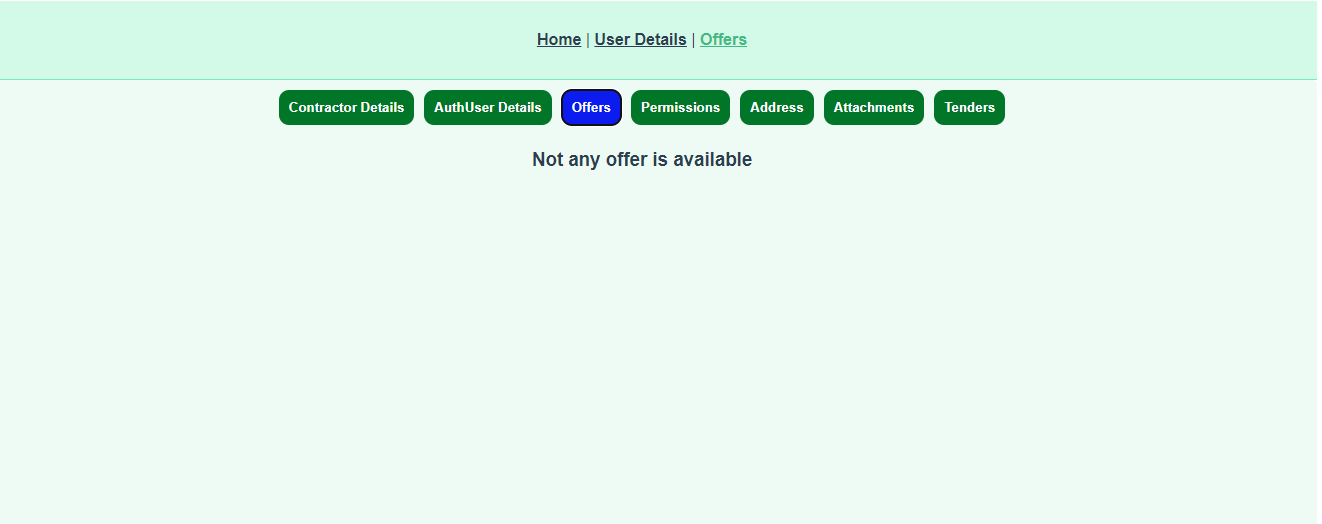 Home | User Details | Offers
Contractor Details AuthUser Details Offers Permissions Address Attachments Tenders
Not any offer is available